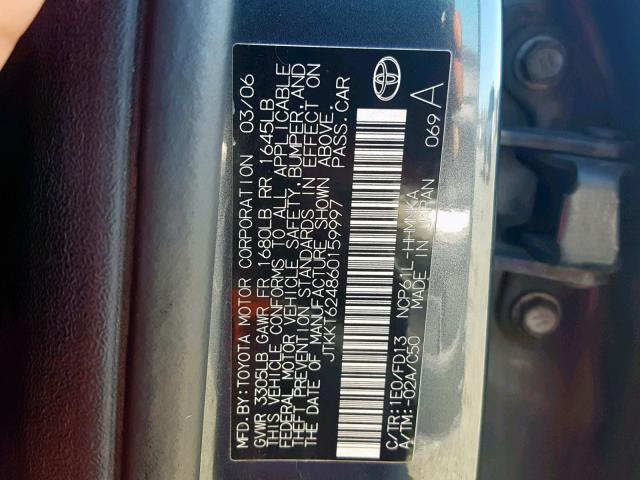 MFD.BY:TOYOTA MOTOR CORPORATION 03/06
GVWR 3305LB GAWR FR 1680LB RR 1645LB
THIS VEHICLE CONFORMS TO ALL APPLICABLE
FEDERAL MOTOR VEHICLE SAFETY, BUMPER, AND
THEFT PREVENTION STANDARDS IN EFFECT ON
THE DATE OF MANUFACTURE SHOWN ABOVE.
JTKKT624860159997 PASS.CAR
C/TR:1E0/FD13 NCP61L-HHMNKA
A/TM:-02A/C50 MADE IN JAPAN 069 A